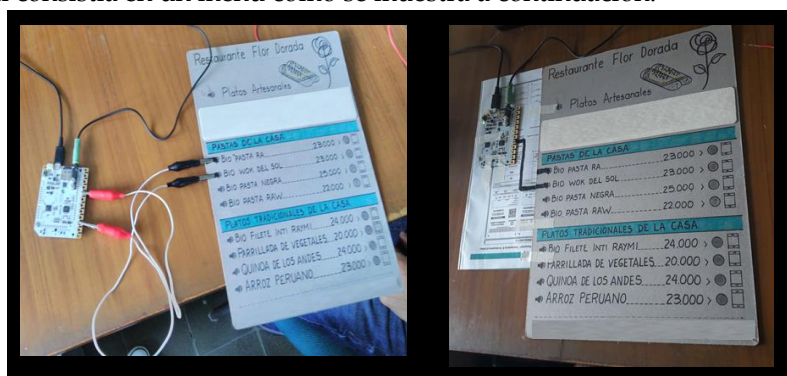 consistía en un menú como se muestra a continuación.
Restaurante Flor Dorada
Platos Artesanales
PASTAS DE LA CASA
BIO PASTA RA 23.000 >
BIO WOK DEL SOL 23.000 >
BIO PASTA NEGRA 25.000 >
BIO PASTA RAW 22.000 >
PLATOS TRADICIONALES DE LA CASA
BIO FILETE INTI RAYMI 24.000 >
PARRILLADA DE VEGETALES 20.000 >
QUINOA DE LOS ANDES 24.000 >
ARROZ PERUANO 23.000 >
Restaurante Flor Dorada
Platos Artesanales
PASTAS DE LA CASA
BIO PASTA RA 23.000 >
BIO WOK DEL SOL 23.000 >
BIO PASTA NEGRA 25.000 >
BIO PASTA RAW 22.000 >
PLATOS TRADICIONALES DE LA CASA
BIO FILETE INTI RAYMI 24.000 >
PARRILLADA DE VEGETALES 20.000 >
QUINOA DE LOS ANDES 24.000 >
ARROZ PERUANO 23.000 >